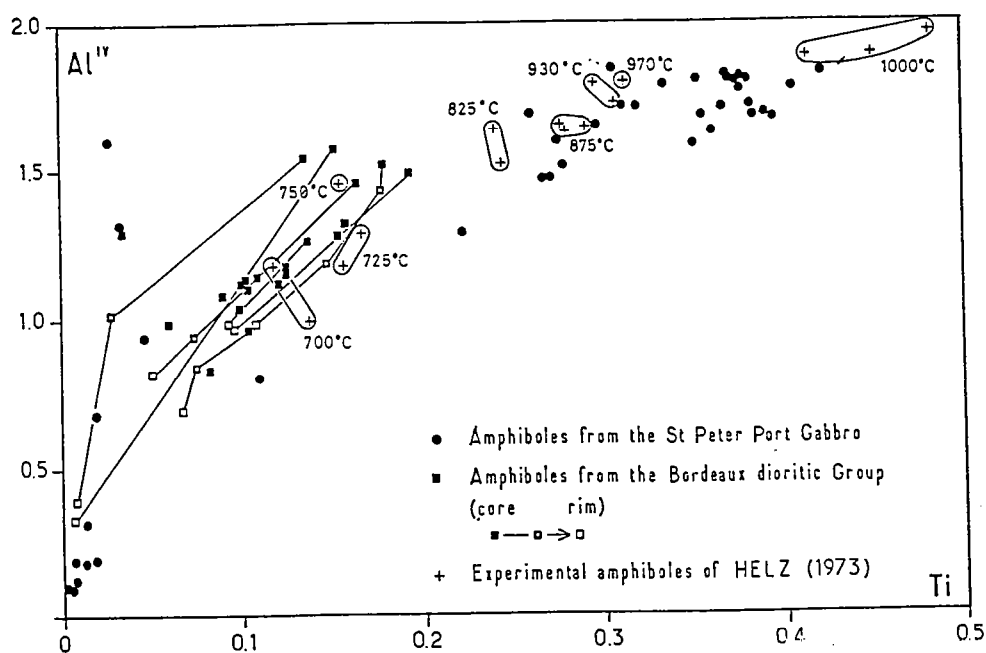 2.0
Al^IV
1.5
1.0
0.5
0
0.1
0.2
0.3
0.4
0.5
Ti
930°C
970°C
1000°C
825°C
875°C
750°C
725°C
700°C
Amphiboles from the St Peter Port Gabbro
Amphiboles from the Bordeaux dioritic Group
(core rim)
Experimental amphiboles of HELZ (1973)